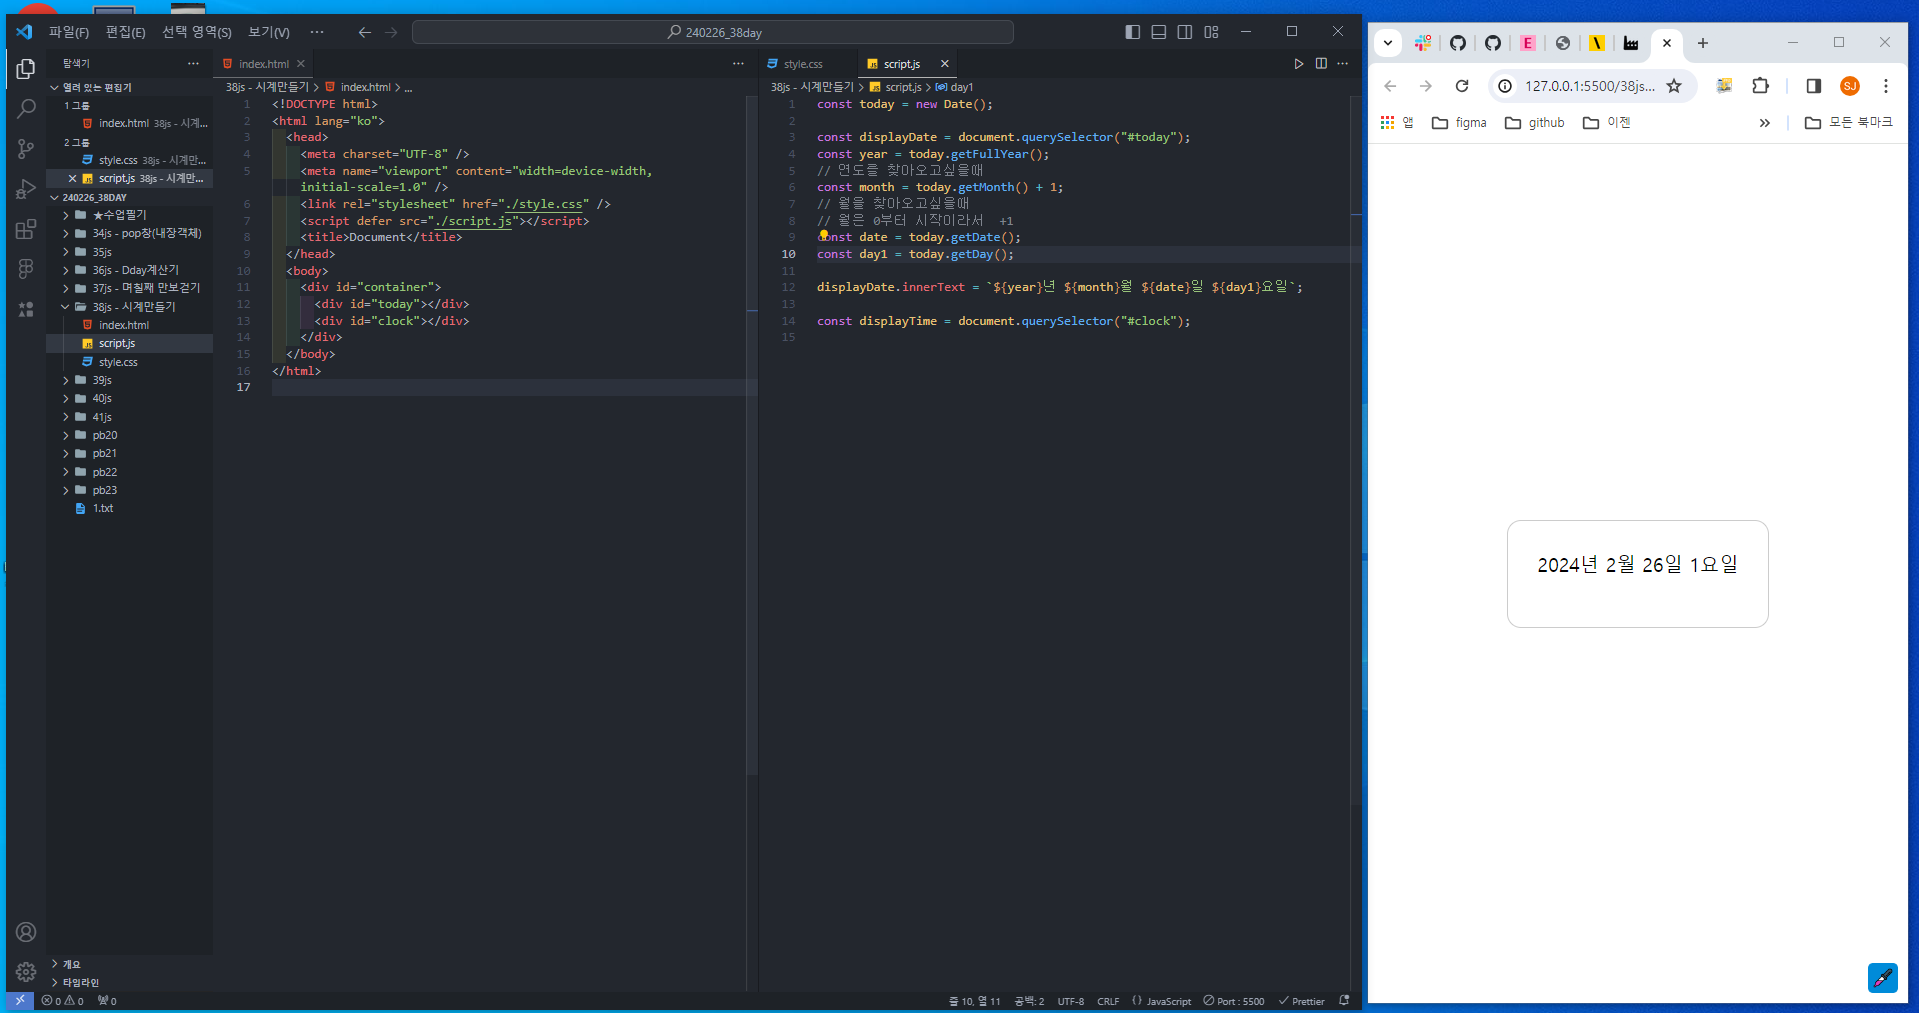 파일(F) 편집(E) 선택 영역(S) 보기(V) ··· 240226_38day
탐색기 ···
열려 있는 편집기
1 그룹
index.html 38js - 시계...
2 그룹
style.css 38js - 시계만...
script.js 38js - 시계만...
240226_38DAY
★수업필기
34js - pop창(내장객체)
35js
36js - Dday계산기
37js - 며칠째 만보걷기
38js - 시계만들기
index.html
script.js
style.css
39js
40js
41js
pb20
pb21
pb22
pb23
1.txt
개요
타임라인
index.html
38js - 시계만들기 > index.html > ...
1 <!DOCTYPE html>
2 <html lang="ko">
3 <head>
4 <meta charset="UTF-8" />
5 <meta name="viewport" content="width=device-width,
initial-scale=1.0" />
6 <link rel="stylesheet" href="./style.css" />
7 <script defer src="./script.js"></script>
8 <title>Document</title>
9 </head>
10 <body>
11 <div id="container">
12 <div id="today"></div>
13 <div id="clock"></div>
14 </div>
15 </body>
16 </html>
17
style.css script.js
38js - 시계만들기 > script.js > day1
1 const today = new Date();
2
3 const displayDate = document.querySelector("#today");
4 const year = today.getFullYear();
5 // 연도를 찾아오고싶을때
6 const month = today.getMonth() + 1;
7 // 월을 찾아오고싶을때
8 // 월은 0부터 시작이라서 +1
9 const date = today.getDate();
10 const day1 = today.getDay();
11
12 displayDate.innerText = `${year}년 ${month}월 ${date}일 ${day1}요일`;
13
14 const displayTime = document.querySelector("#clock");
15
0 0 0 줄 10, 열 11 공백: 2 UTF-8 CRLF {} JavaScript Port : 5500 Prettier
E
127.0.0.1:5500/38js... SJ
앱 figma github 이젠 » 모든 북마크
2024년 2월 26일 1요일